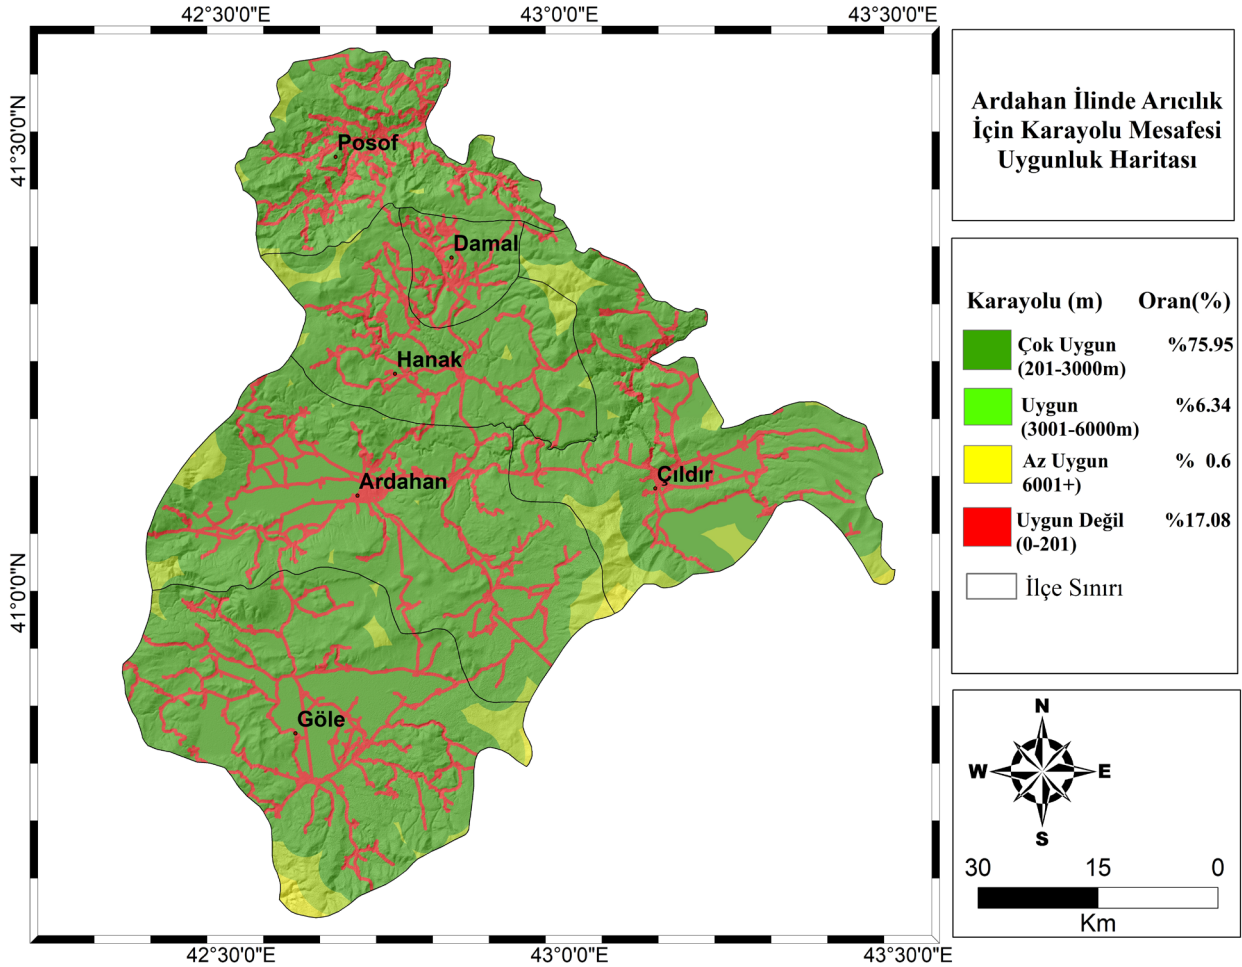 42°30'0"E
43°0'0"E
43°30'0"E
41°30'0"N
41°0'0"N
Posof
Damal
Hanak
Ardahan
Çıldır
Göle
42°30'0"E
43°0'0"E
43°30'0"E
Ardahan İlinde Arıcılık
İçin Karayolu Mesafesi
Uygunluk Haritası
Karayolu (m) Oran(%)
Çok Uygun %75.95
(201-3000m)
Uygun %6.34
(3001-6000m)
Az Uygun % 0.6
6001+)
Uygun Değil %17.08
(0-201)
İlçe Sınırı
N
W E
S
30 15 0
Km